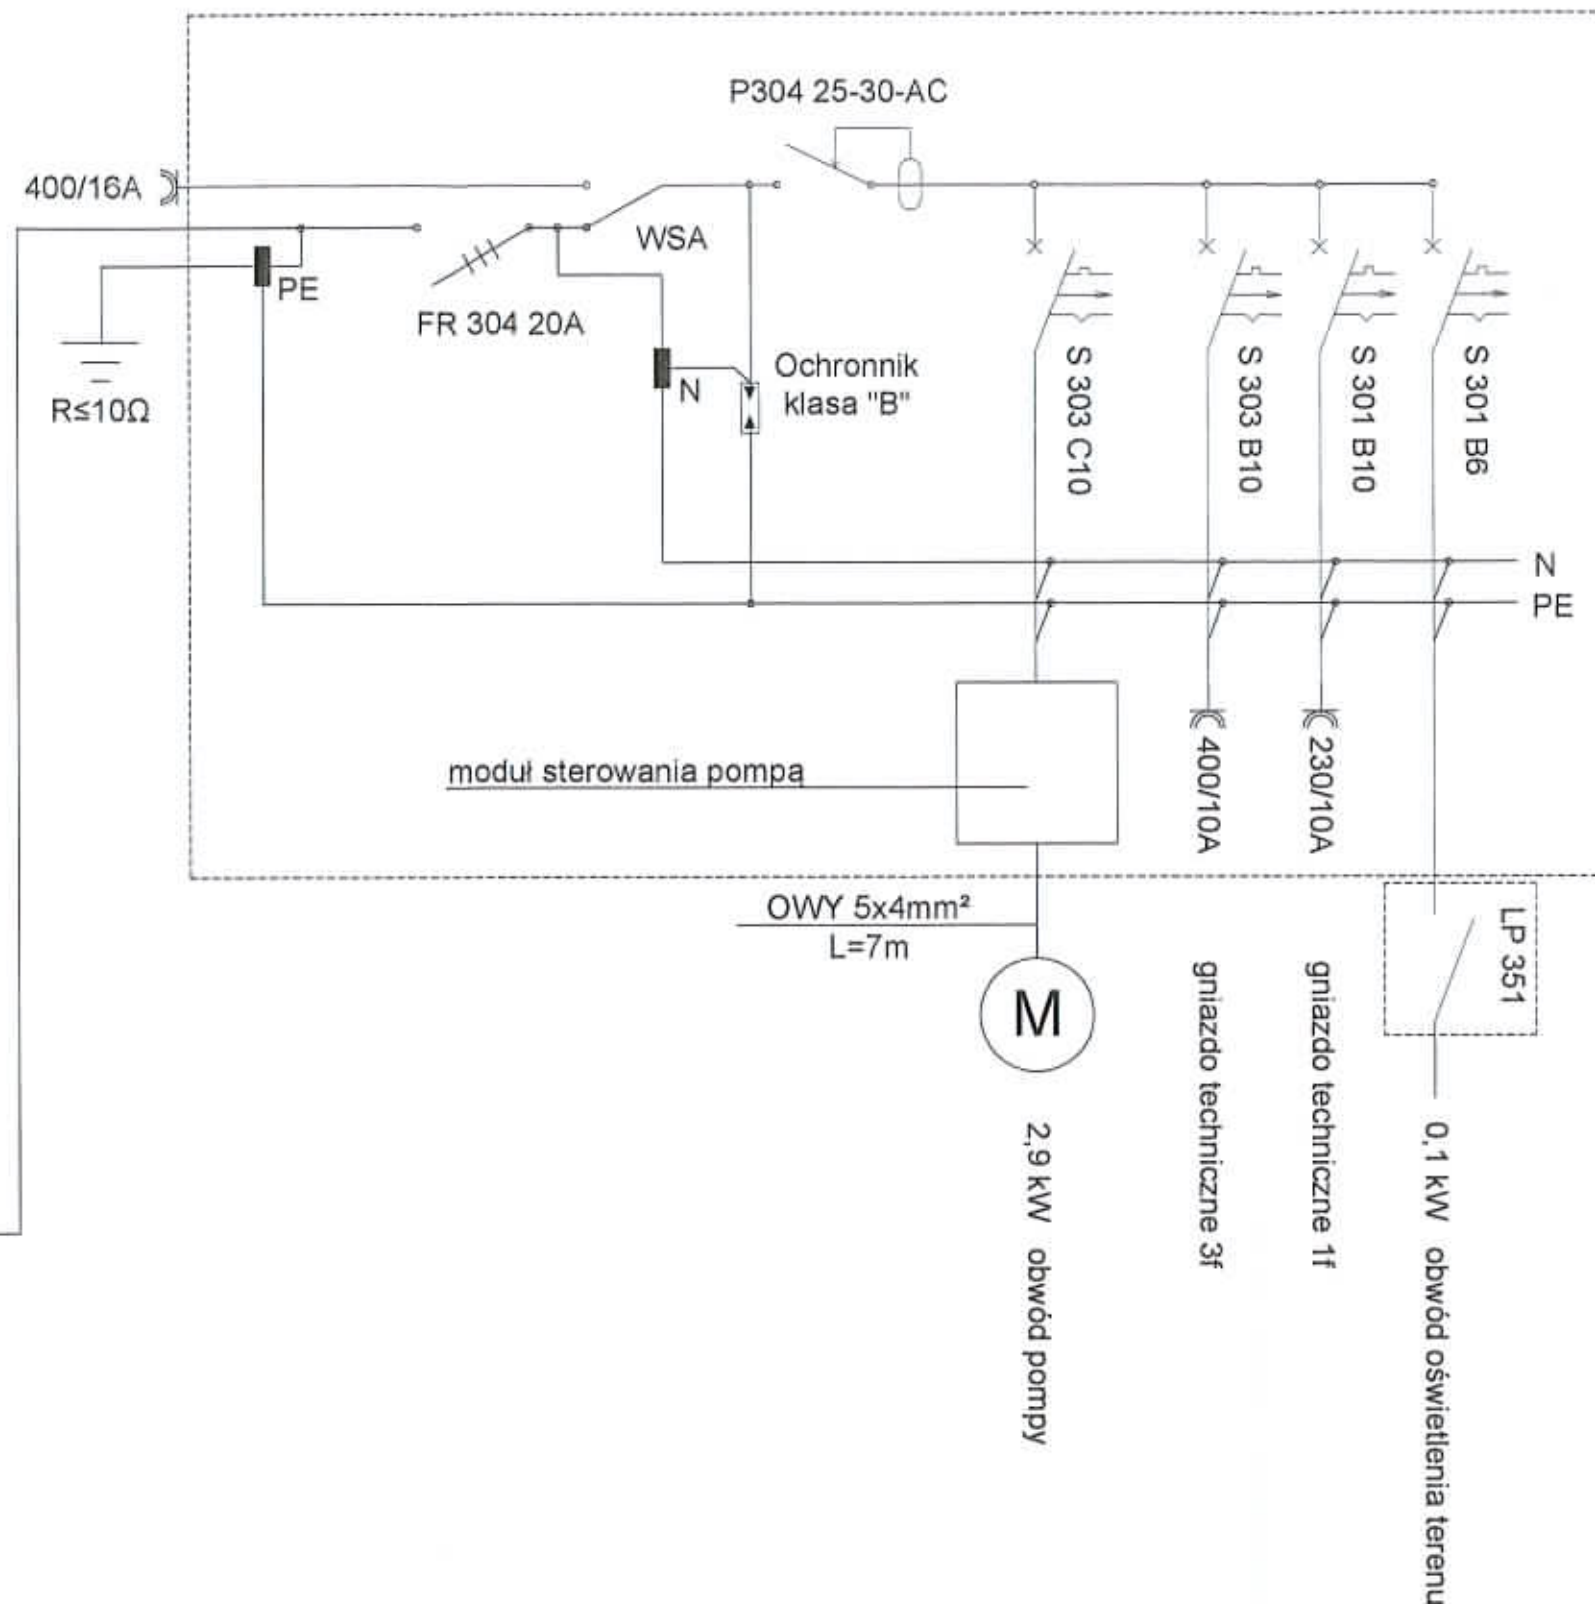 P304 25-30-AC
400/16A
WSA
PE
FR 304 20A
R≤10Ω
N
Ochronnik
klasa "B"
S 303 C10
S 303 B10
S 301 B10
S 301 B6
N
PE
moduł sterowania pompa
400/10A
230/10A
OWY 5x4mm²
L=7m
LP 351
M
2,9 kW obwód pompy
gniazdo techniczne 3f
gniazdo techniczne 1f
0,1 kW obwód oświetlenia terenu